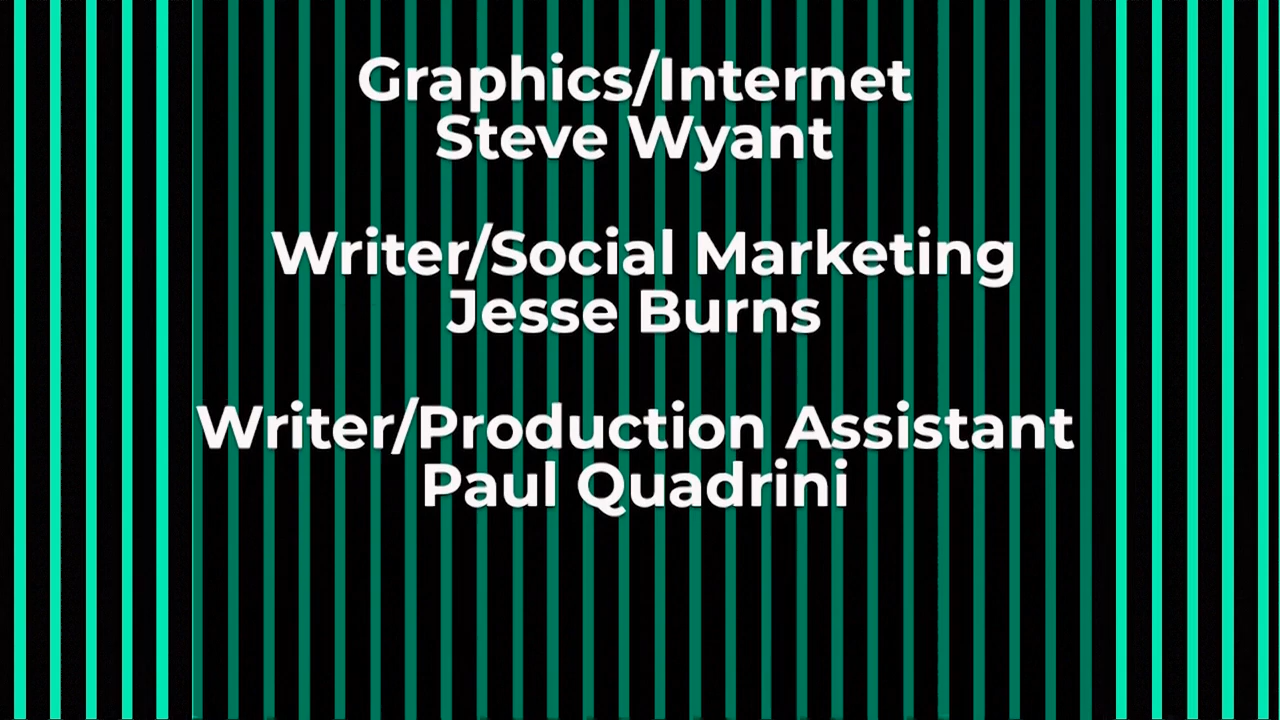 Graphics/Internet
Steve Wyant
Writer/Social Marketing
Jesse Burns
Writer/Production Assistant
Paul Quadrini